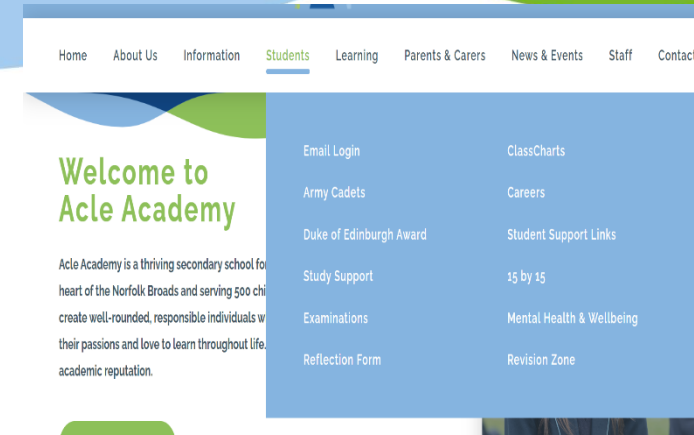 Home About Us Information Students Learning Parents & Carers News & Events Staff Contact
Welcome to
Acle Academy
Acle Academy is a thriving secondary school for
heart of the Norfolk Broads and serving 500 chi
create well-rounded, responsible individuals w
their passions and love to learn throughout life.
academic reputation.
Email Login
Army Cadets
Duke of Edinburgh Award
Study Support
Examinations
Reflection Form
ClassCharts
Careers
Student Support Links
15 by 15
Mental Health & Wellbeing
Revision Zone